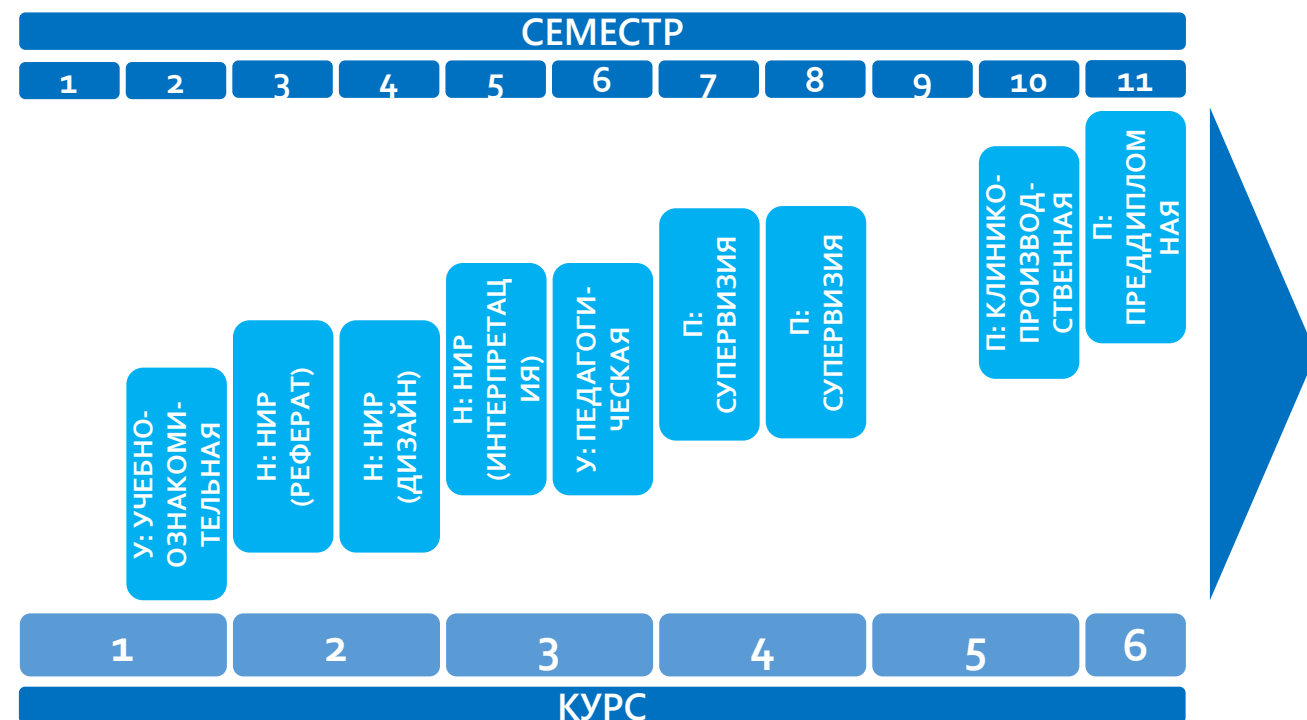 СЕМЕСТР
1 2 3 4 5 6 7 8 9 10 11
У: УЧЕБНО-
ОЗНАКОМИ-
ТЕЛЬНАЯ
Н: НИР
(РЕФЕРАТ)
Н: НИР
(ДИЗАЙН)
Н: НИР
(ИНТЕРПРЕТАЦ
ИЯ)
У: ПЕДАГОГИ-
ЧЕСКАЯ
П:
СУПЕРВИЗИЯ
П:
СУПЕРВИЗИЯ
П: КЛИНИКО-
ПРОИЗВОД-
СТВЕННАЯ
П:
ПРЕДДИПЛОМ
НАЯ
1 2 3 4 5 6
КУРС